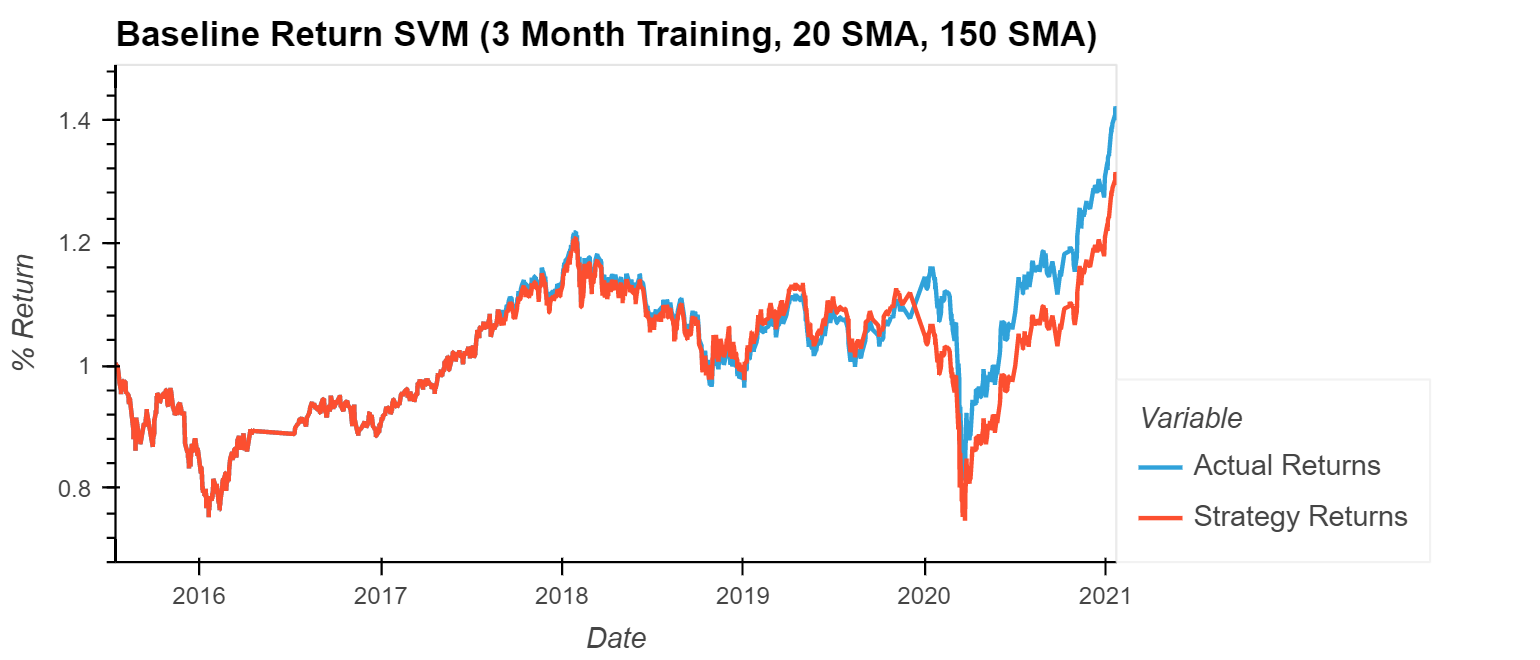 Baseline Return SVM (3 Month Training, 20 SMA, 150 SMA)
% Return
1.4
1.2
1
0.8
2016 2017 2018 2019 2020 2021
Date
Variable
Actual Returns
Strategy Returns